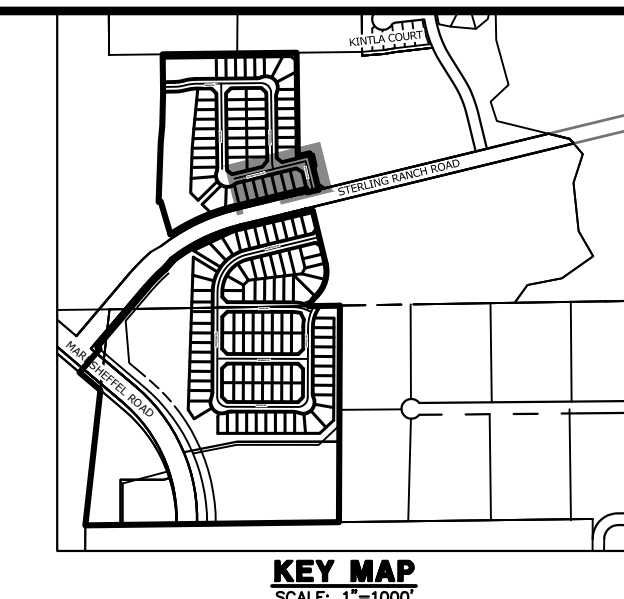 KINTLA COURT
STERLING RANCH ROAD
MARKSHEFFEL ROAD
KEY MAP
SCALE: 1"=1000'